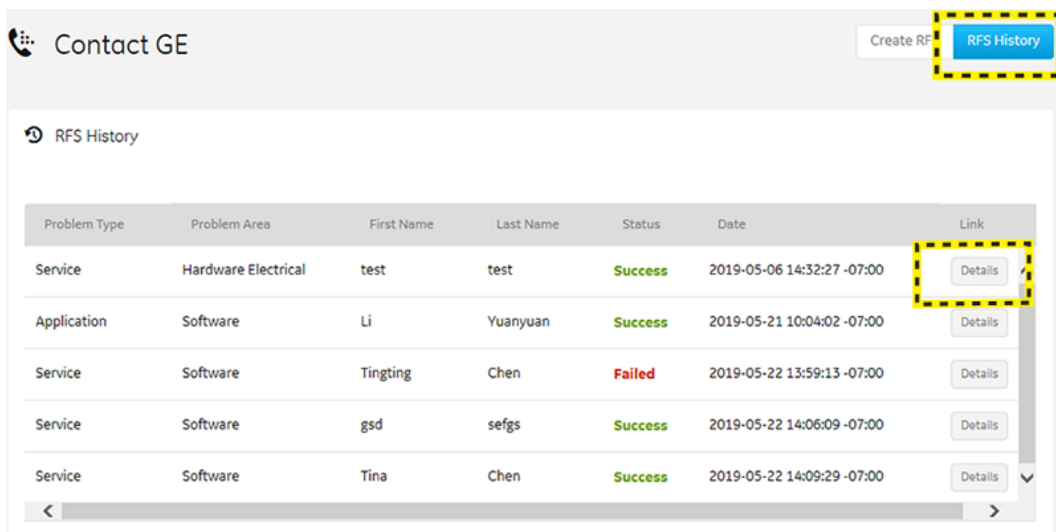 Contact GE
Create RF
RFS History
RFS History
Problem Type Problem Area First Name Last Name Status Date Link
Service Hardware Electrical test test Success 2019-05-06 14:32:27 -07:00 Details
Application Software Li Yuanyuan Success 2019-05-21 10:04:02 -07:00 Details
Service Software Tingting Chen Failed 2019-05-22 13:59:13 -07:00 Details
Service Software gsd sefgs Success 2019-05-22 14:06:09 -07:00 Details
Service Software Tina Chen Success 2019-05-22 14:09:29 -07:00 Details